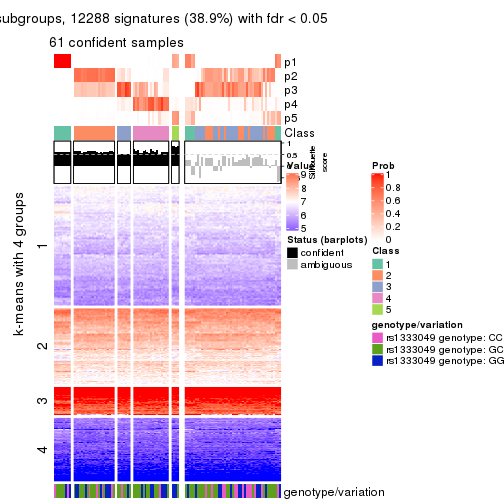 subgroups, 12288 signatures (38.9%) with fdr < 0.05
61 confident samples
p1
p2
p3
p4
p5
Class
1
0.5
0
Silhouette
score
k-means with 4 groups
1
2
3
4
Value
9
8
7
6
5
Status (barplots)
confident
ambiguous
Prob
1
0.8
0.6
0.4
0.2
0
Class
1
2
3
4
5
genotype/variation
rs1333049 genotype: CC
rs1333049 genotype: GC
rs1333049 genotype: GG
genotype/variation